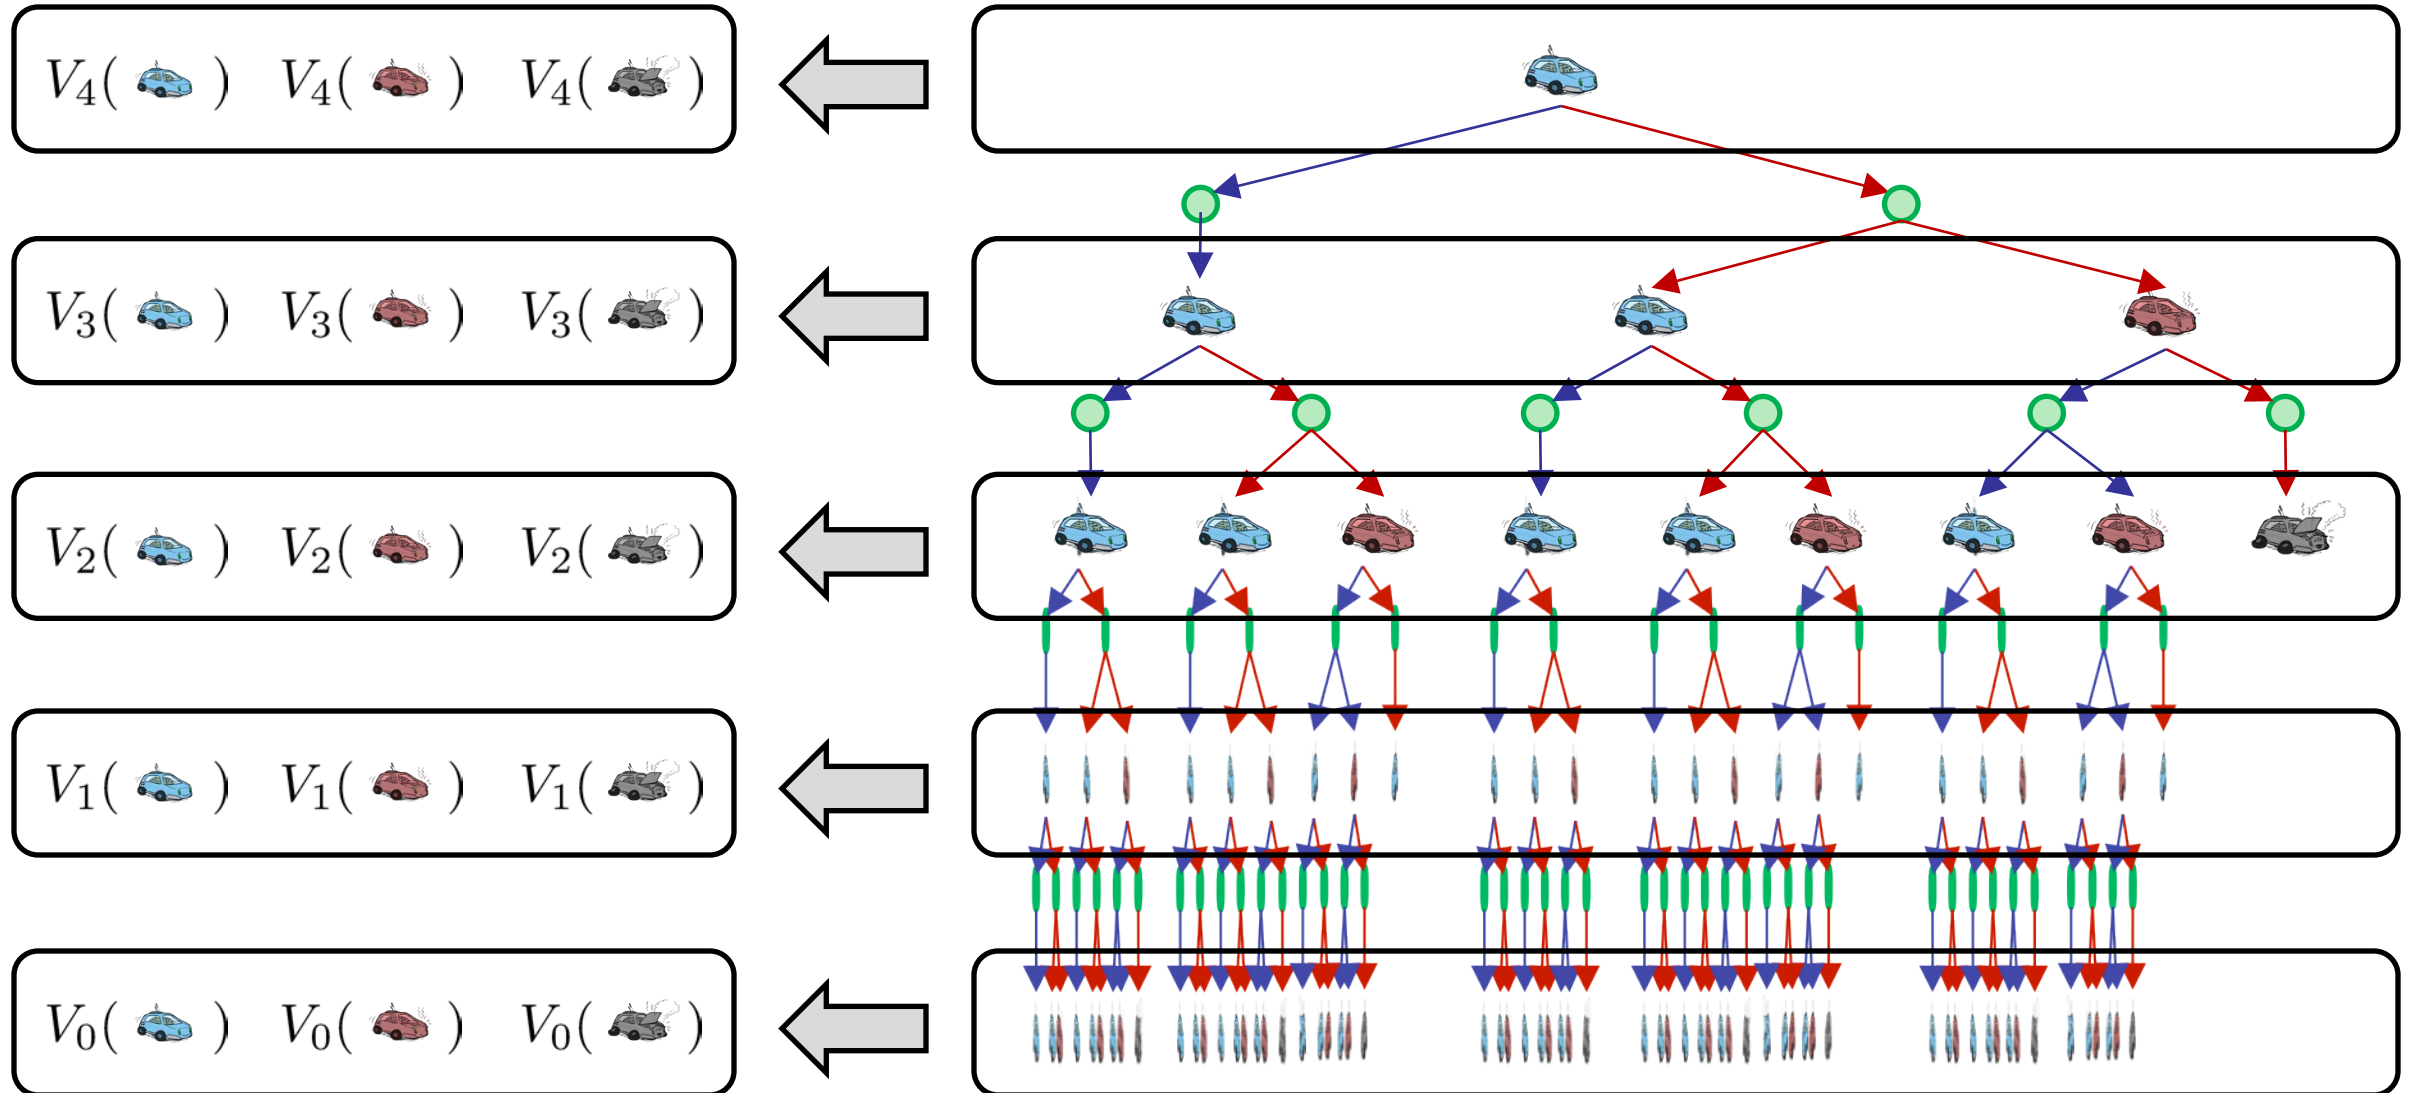 V4( ) V4( ) V4( )
V3( ) V3( ) V3( )
V2( ) V2( ) V2( )
V1( ) V1( ) V1( )
V0( ) V0( ) V0( )